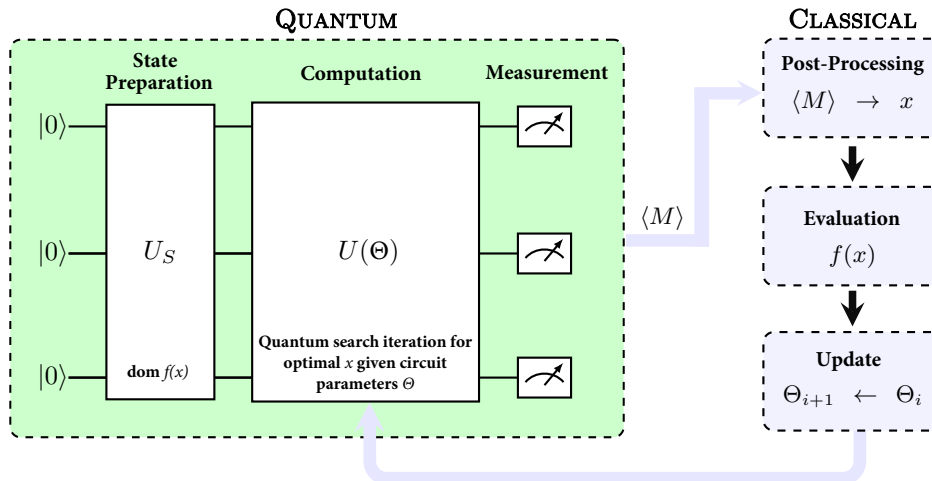 QUANTUM
State
Preparation
Computation
Measurement
|0⟩
|0⟩
|0⟩
U_S
dom f(x)
U(Θ)
Quantum search iteration for
optimal x given circuit
parameters Θ
⟨M⟩
CLASSICAL
Post-Processing
⟨M⟩ → x
Evaluation
f(x)
Update
Θ_{i+1} ← Θ_i